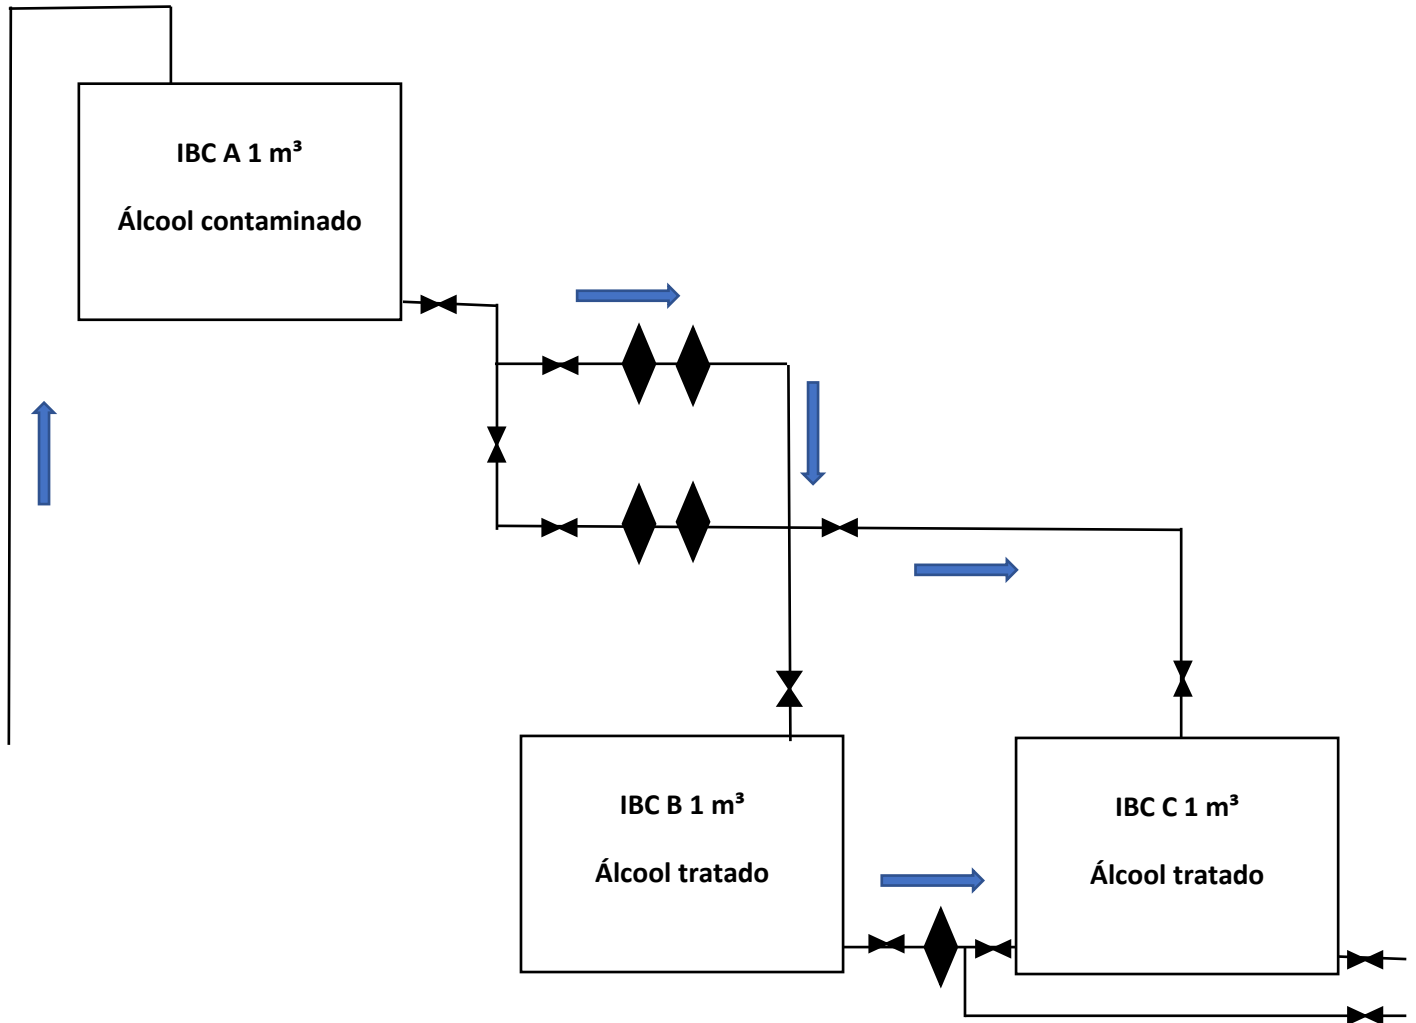 IBC A 1 m³
Álcool contaminado
IBC B 1 m³
Álcool tratado
IBC C 1 m³
Álcool tratado